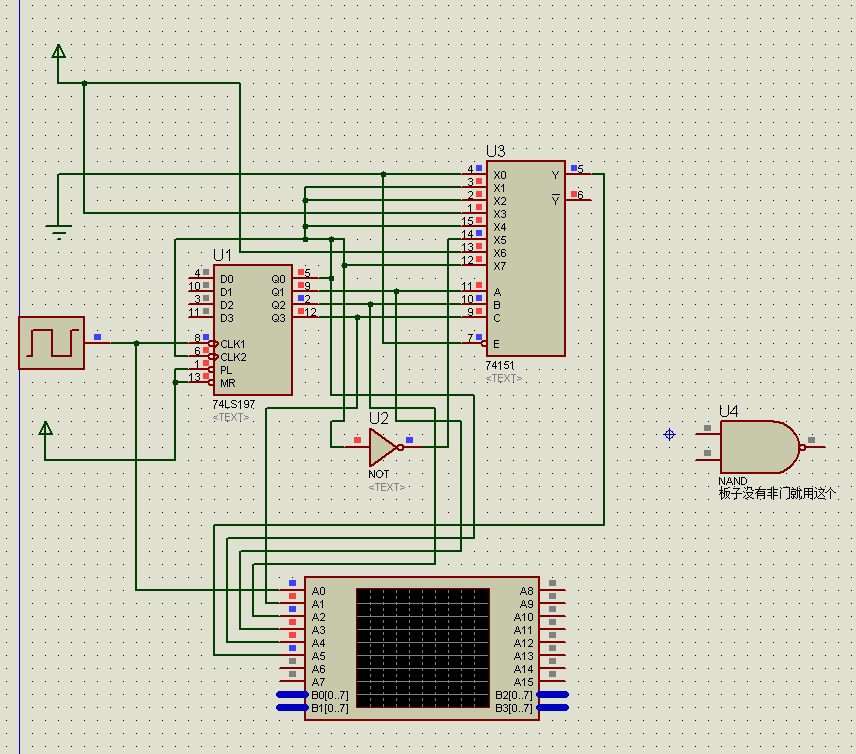 U3
4 X0 Y 5
3 X1
2 X2 Y 6
1 X3
15 X4
14 X5
13 X6
12 X7
11 A
10 B
9 C
7 E
74151
<TEXT>
U1
4 D0 Q0 5
10 D1 Q1 9
3 D2 Q2 2
11 D3 Q3 12
8 CLK1
6 CLK2
1 PL
13 MR
74LS197
<TEXT>
U2
NOT
<TEXT>
U4
NAND
板子没有非门就用这个
A0 A8
A1 A9
A2 A10
A3 A11
A4 A12
A5 A13
A6 A14
A7 A15
B0[0..7] B2[0..7]
B1[0..7] B3[0..7]